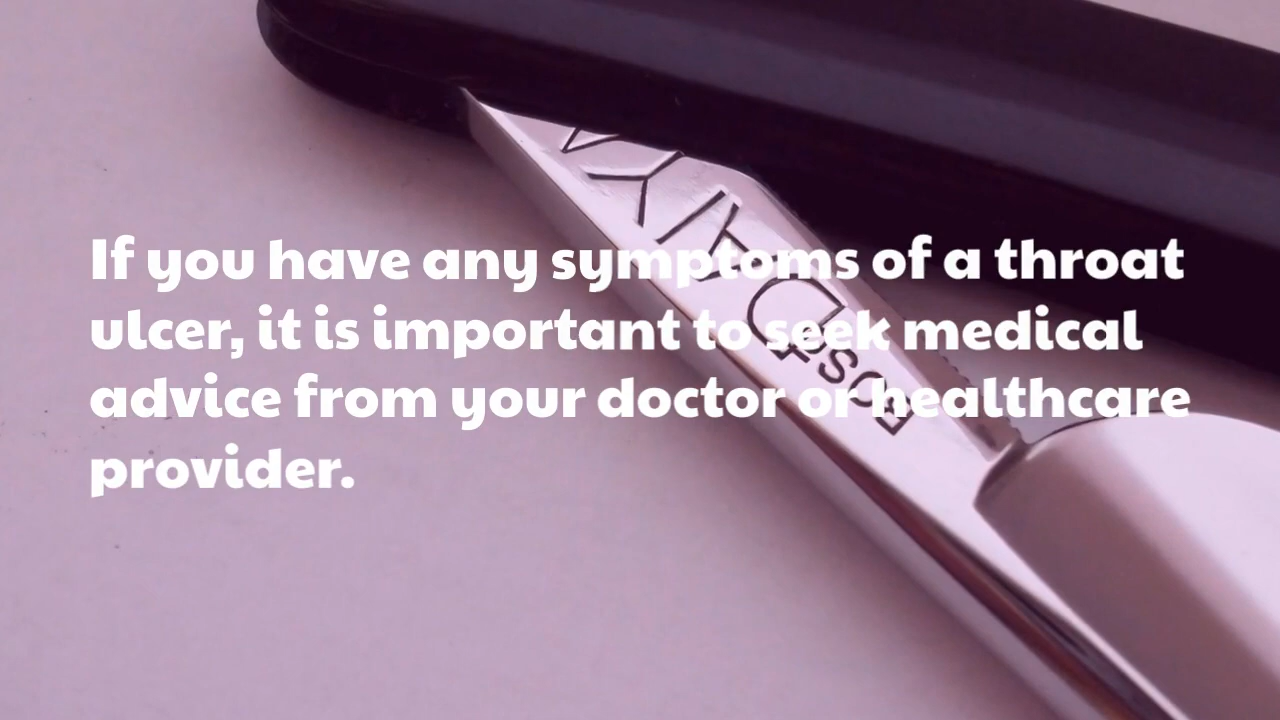 If you have any symptoms of a throat
ulcer, it is important to seek medical
advice from your doctor or healthcare
provider.